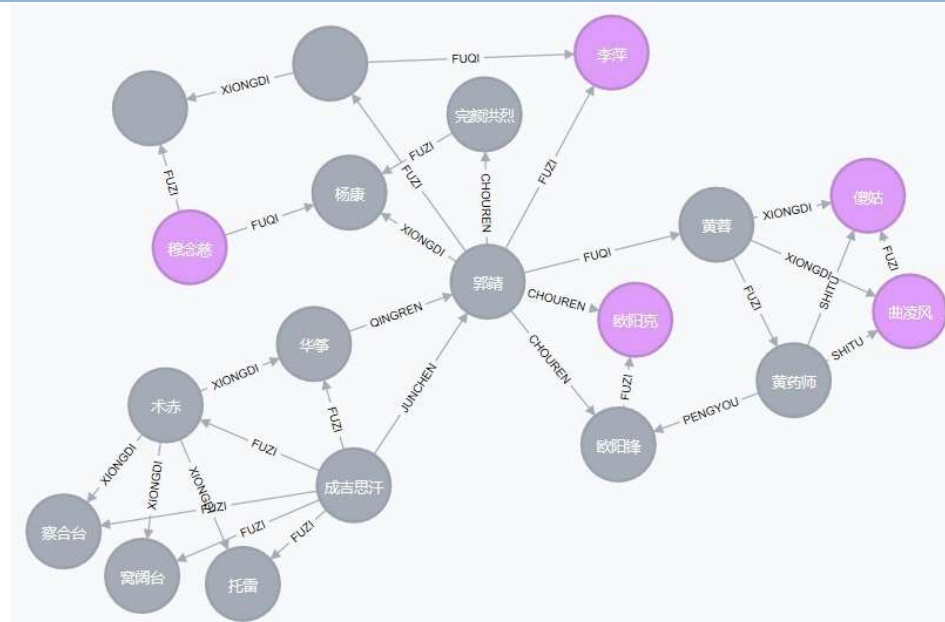 李萍
FUQI
XIONGDI
完颜洪烈
FUZI
FUZI
FUZI
CHOUREN
FUZI
杨康
傻姑
XIONGDI
黄蓉
FUQI
穆念慈
XIONGDI
FUQI
XIONGDI
FUZI
郭靖
FUZI
SHITU
CHOUREN
曲凌风
QINGREN
欧阳克
华筝
CHOUREN
SHITU
黄药师
JUNCHEN
XIONGDI
FUZI
术赤
FUZI
PENGYOU
欧阳锋
FUZI
XIONGDI
XIONGDI
XIONGDI
成吉思汗
FUZI
察合台
FUZI
FUZI
窝阔台
托雷